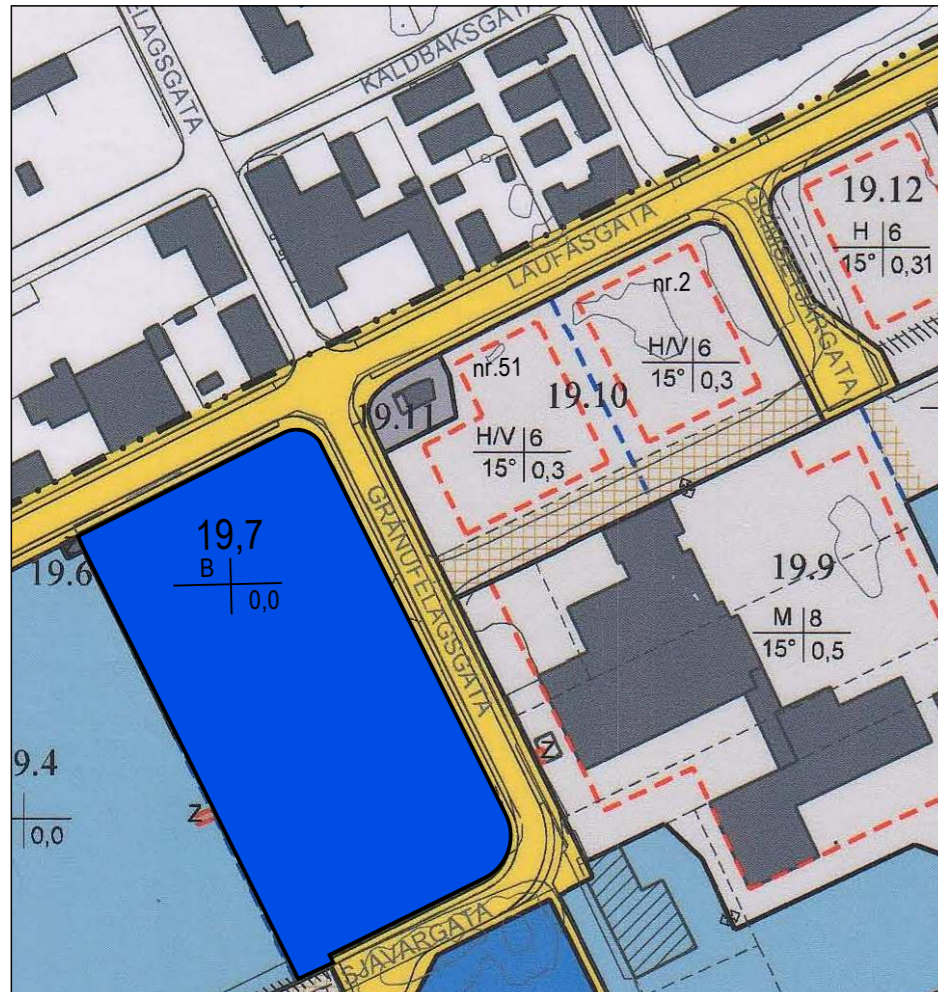 ELAGSGATA
KALDBAKSGATA
LAUFÁSGATA
19.12
H 6
15° 0,31
nr.2
H/V 6
15° 0,3
nr.51
19.10
H/V 6
15° 0,3
19.11
GRÁNUFÉLAGSGATA
19,7
B
0,0
19.6
19.9
M 8
15° 0,5
9.4
0,0
Z
Z
SJÁVARGATA